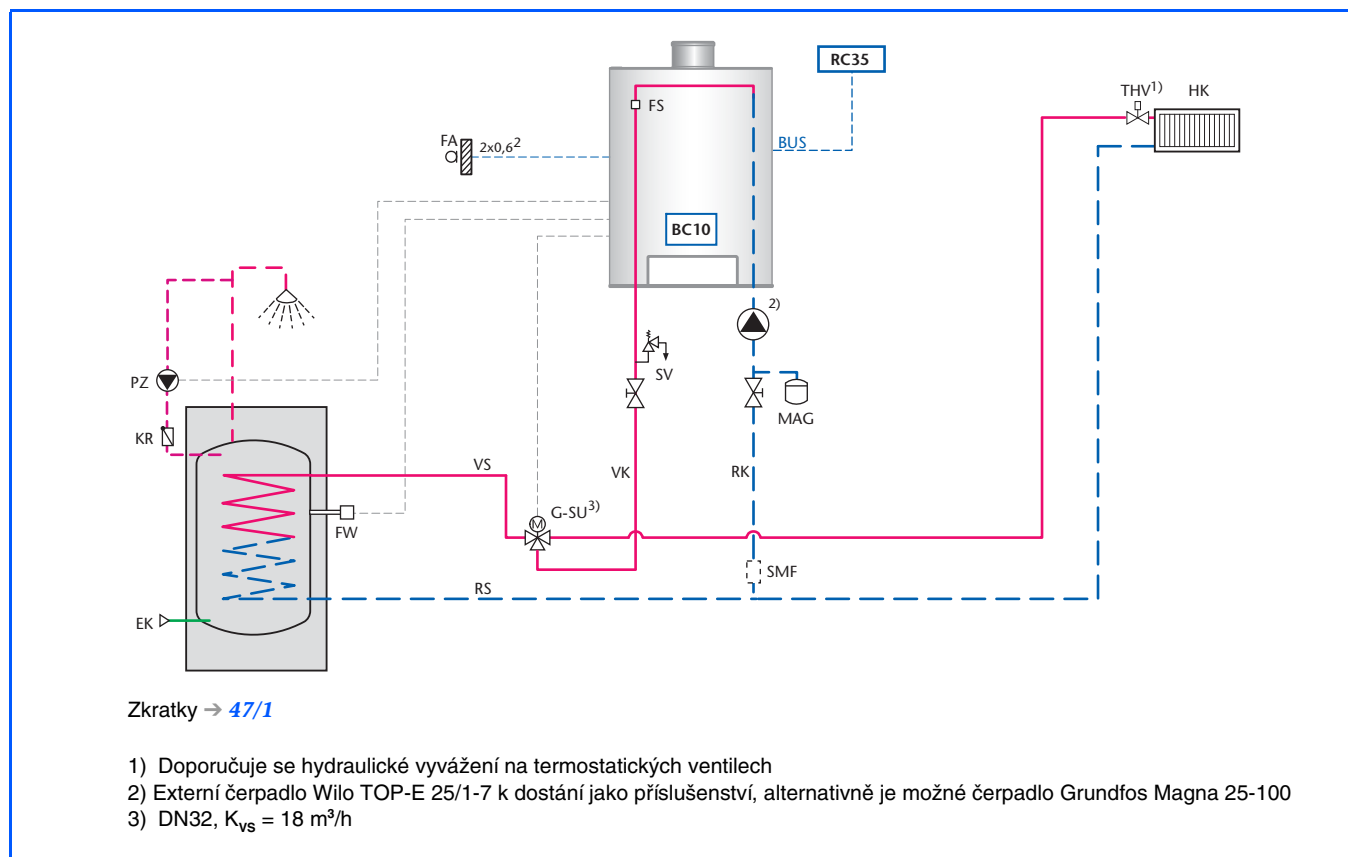 RC35
FS
THV1)
HK
FA
2x0,6²
BUS
BC10
2)
SV
PZ
MAG
KR
VS
VK
RK
G-SU3)
FW
M
SMF
RS
EK
Zkratky → 47/1
1) Doporučuje se hydraulické vyvážení na termostatických ventilech
2) Externí čerpadlo Wilo TOP-E 25/1-7 k dostání jako příslušenství, alternativně je možné čerpadlo Grundfos Magna 25-100
3) DN32, KVS = 18 m³/h